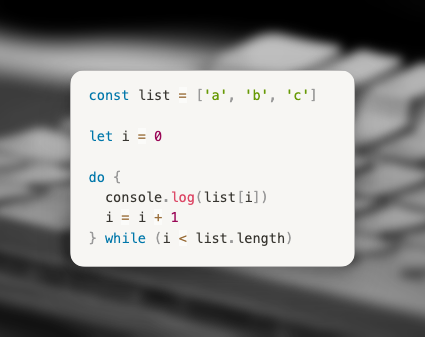 const list = ['a', 'b', 'c']
let i = 0
do {
  console.log(list[i])
  i = i + 1
} while (i < list.length)